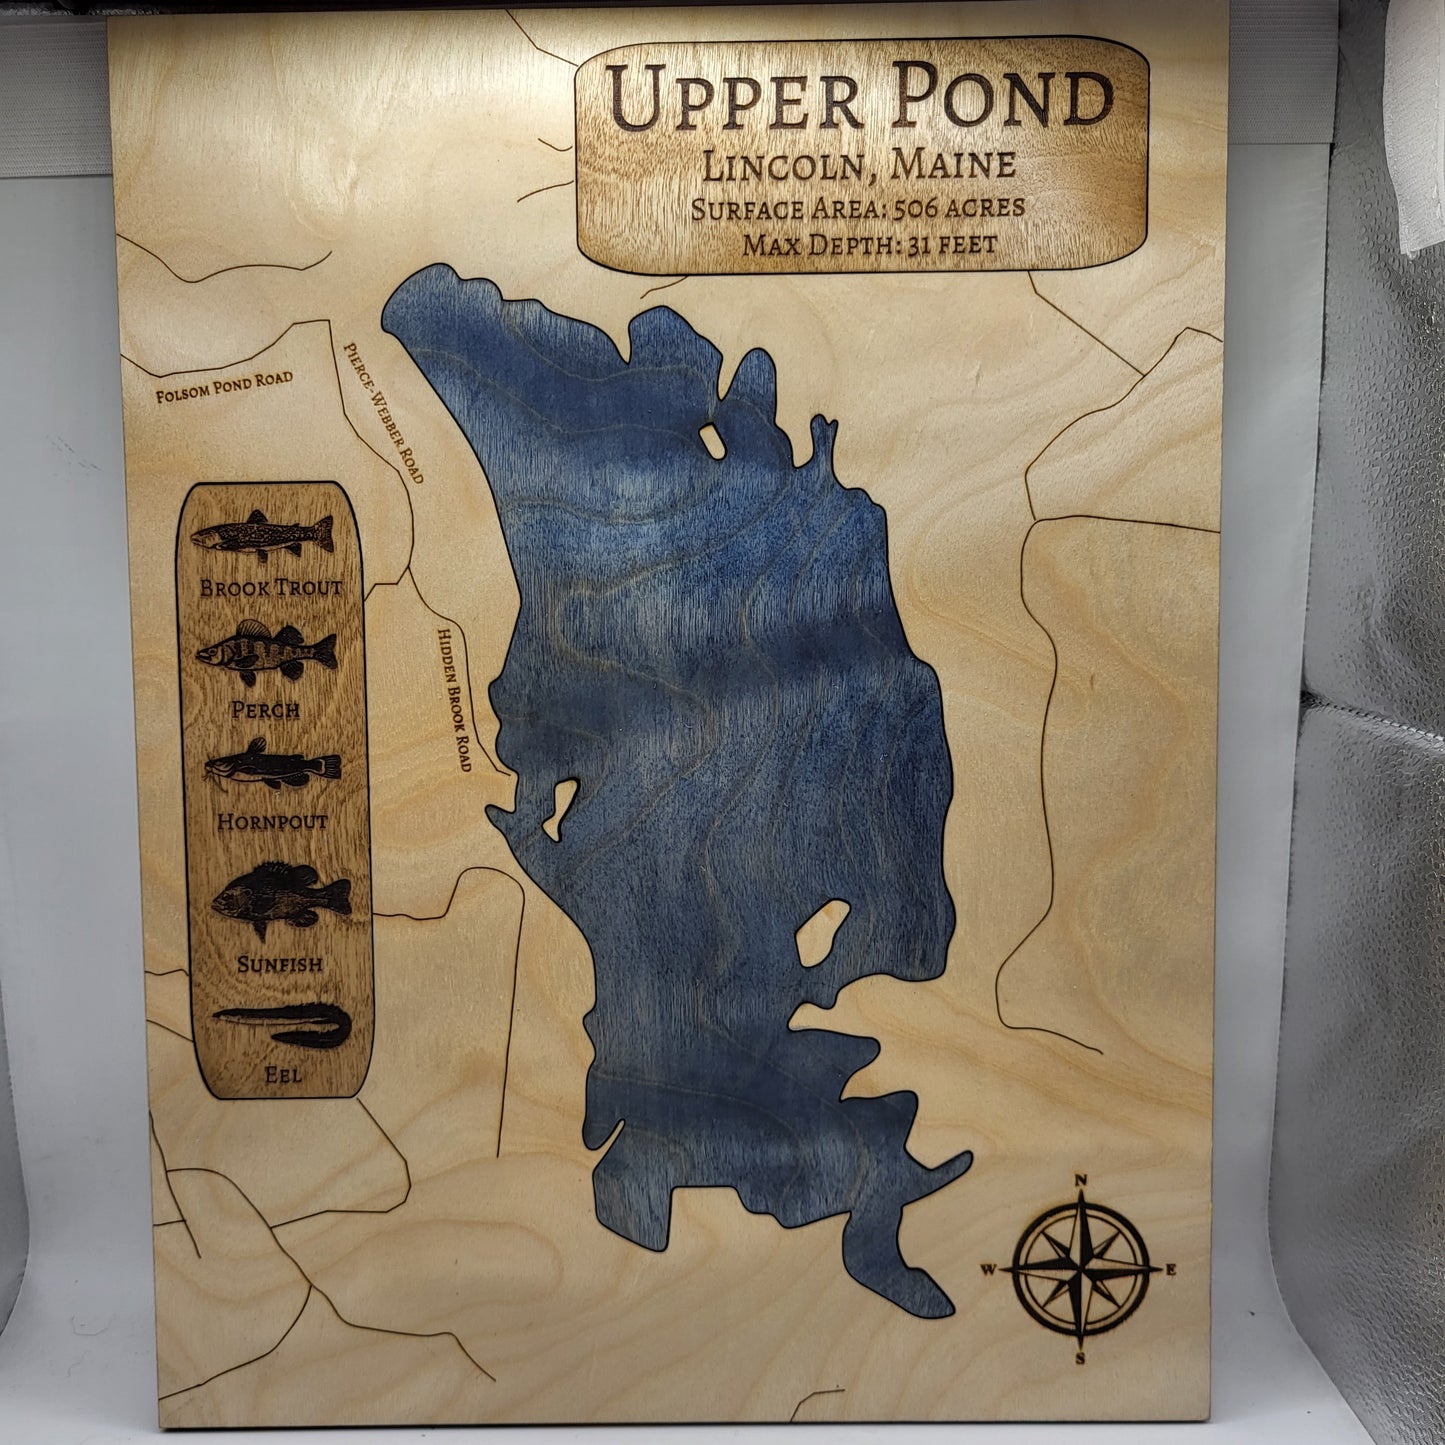 Upper Pond
Lincoln, Maine
Surface Area: 506 acres
Max Depth: 31 feet
Folsom Pond Road
Pierce-Webber Road
Hidden Brook Road
Brook Trout
Perch
Hornpout
Sunfish
Eel
N
W E
S